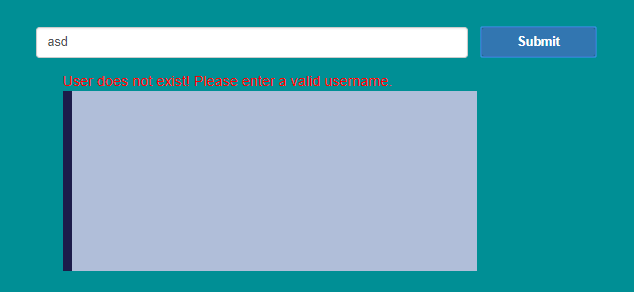 asd
Submit
User does not exist! Please enter a valid username.